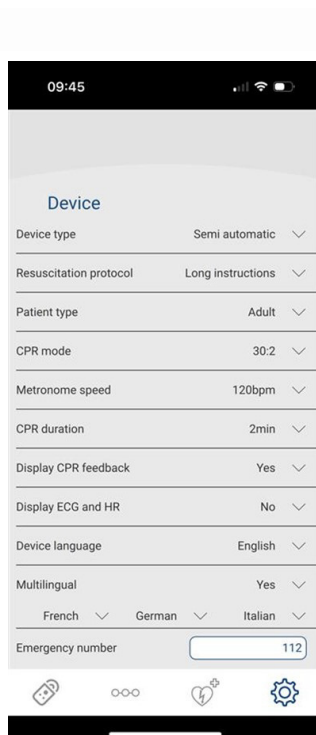 09:45
Device
Device type Semi automatic
Resuscitation protocol Long instructions
Patient type Adult
CPR mode 30:2
Metronome speed 120bpm
CPR duration 2min
Display CPR feedback Yes
Display ECG and HR No
Device language English
Multilingual Yes
French German Italian
Emergency number 112